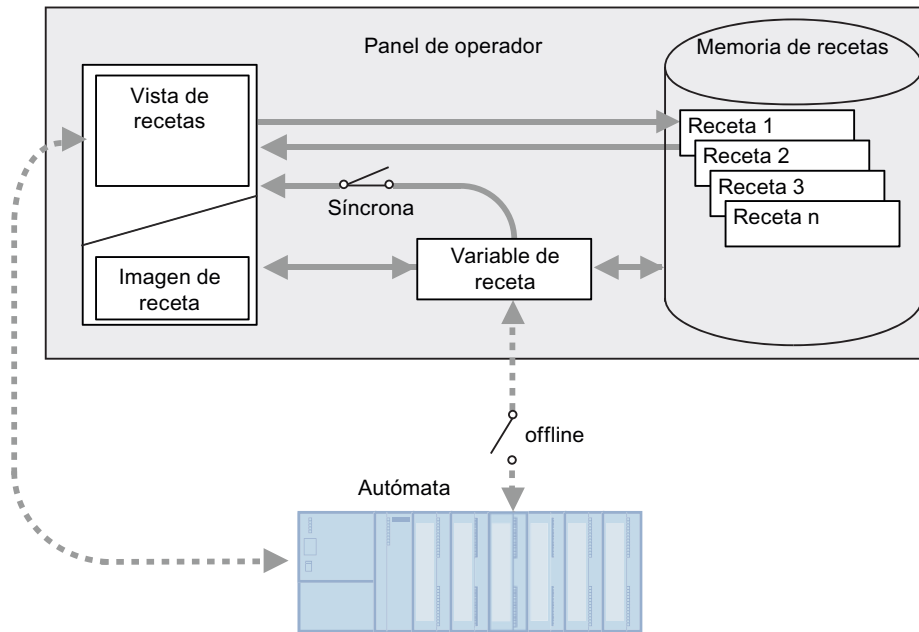 Panel de operador
Memoria de recetas
Vista de
recetas
Receta 1
Receta 2
Receta 3
Receta n
Síncrona
Variable de
receta
Imagen de
receta
offline
Autómata